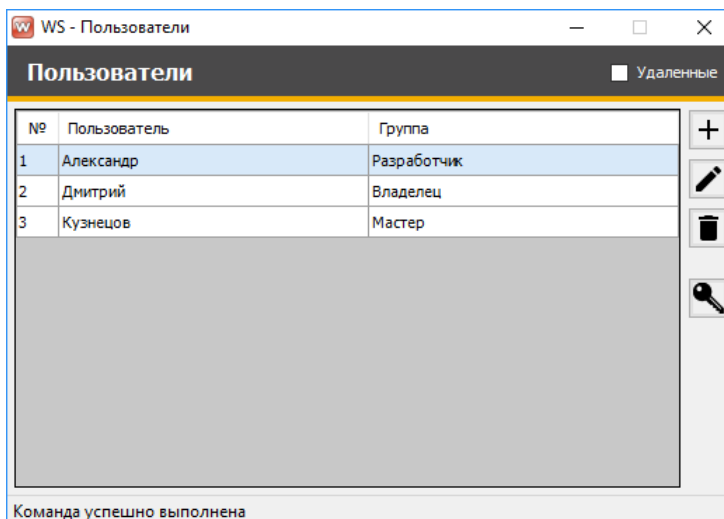 WS - Пользователи
Пользователи
Удаленные
№ Пользователь Группа
1 Александр Разработчик
2 Дмитрий Владелец
3 Кузнецов Мастер
Команда успешно выполнена